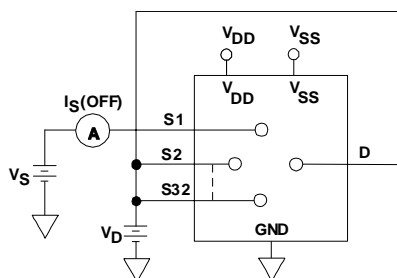 VDD VSS
IS(OFF)
VDD VSS
A S1
S2 D
VS
S32
VD
GND